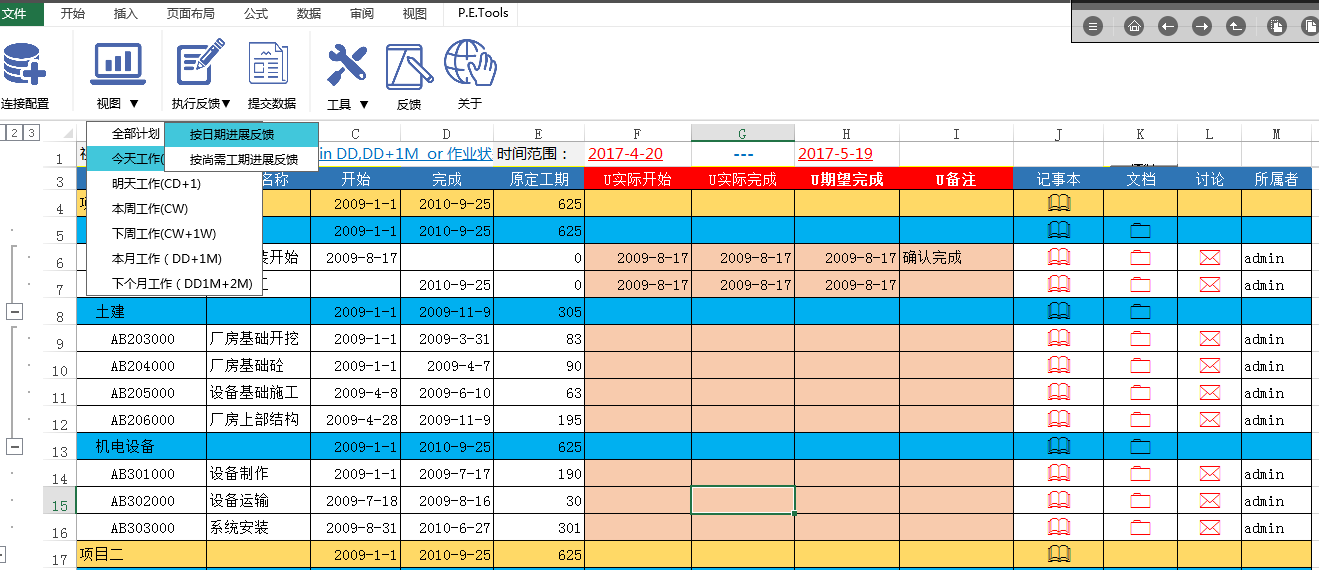 文件 开始 插入 页面布局 公式 数据 审阅 视图 P.E.Tools
连接配置 视图 ▼ 执行反馈▼ 提交数据 工具 ▼ 反馈 关于
全部计划
今天工作(
明天工作(CD+1)
本周工作(CW)
下周工作(CW+1W)
本月工作（DD+1M)
下个月工作（DD1M+2M)
按日期进展反馈
按尚需工期进展反馈
2 3 C D E F G H I J K L M
1 in DD,DD+1M or 作业状 时间范围： 2017-4-20 --- 2017-5-19
3 名称 开始 完成 原定工期 U实际开始 U实际完成 U期望完成 U备注 记事本 文档 讨论 所属者
4 2009-1-1 2010-9-25 625
5 2009-1-1 2010-9-25 625
6 开始 2009-8-17 0 2009-8-17 2009-8-17 2009-8-17 确认完成 admin
7 工 2010-9-25 0 2009-8-17 2009-8-17 2009-8-17 admin
8 土建 2009-1-1 2009-11-9 305
9 AB203000 厂房基础开挖 2009-1-1 2009-3-31 83 admin
10 AB204000 厂房基础砼 2009-1-1 2009-4-7 90 admin
11 AB205000 设备基础施工 2009-4-8 2009-6-10 63 admin
12 AB206000 厂房上部结构 2009-4-28 2009-11-9 195 admin
13 机电设备 2009-1-1 2010-9-25 625
14 AB301000 设备制作 2009-1-1 2009-7-17 190 admin
15 AB302000 设备运输 2009-7-18 2009-8-16 30 admin
16 AB303000 系统安装 2009-8-31 2010-6-27 301 admin
17 项目二 2009-1-1 2010-9-25 625